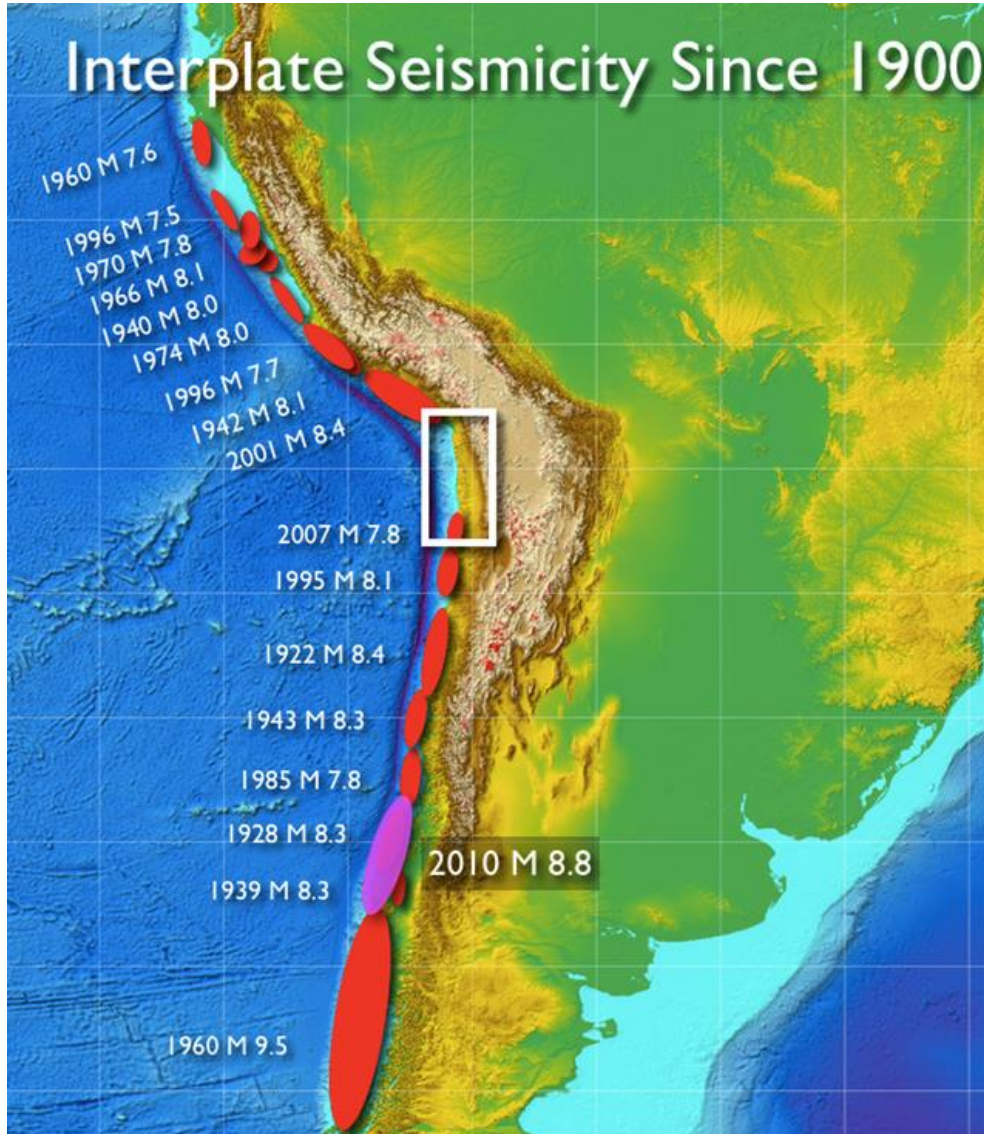 Interplate Seismicity Since 1900
1960 M 7.6
1996 M 7.5
1970 M 7.8
1966 M 8.1
1940 M 8.0
1974 M 8.0
1996 M 7.7
1942 M 8.1
2001 M 8.4
2007 M 7.8
1995 M 8.1
1922 M 8.4
1943 M 8.3
1985 M 7.8
1928 M 8.3
2010 M 8.8
1939 M 8.3
1960 M 9.5